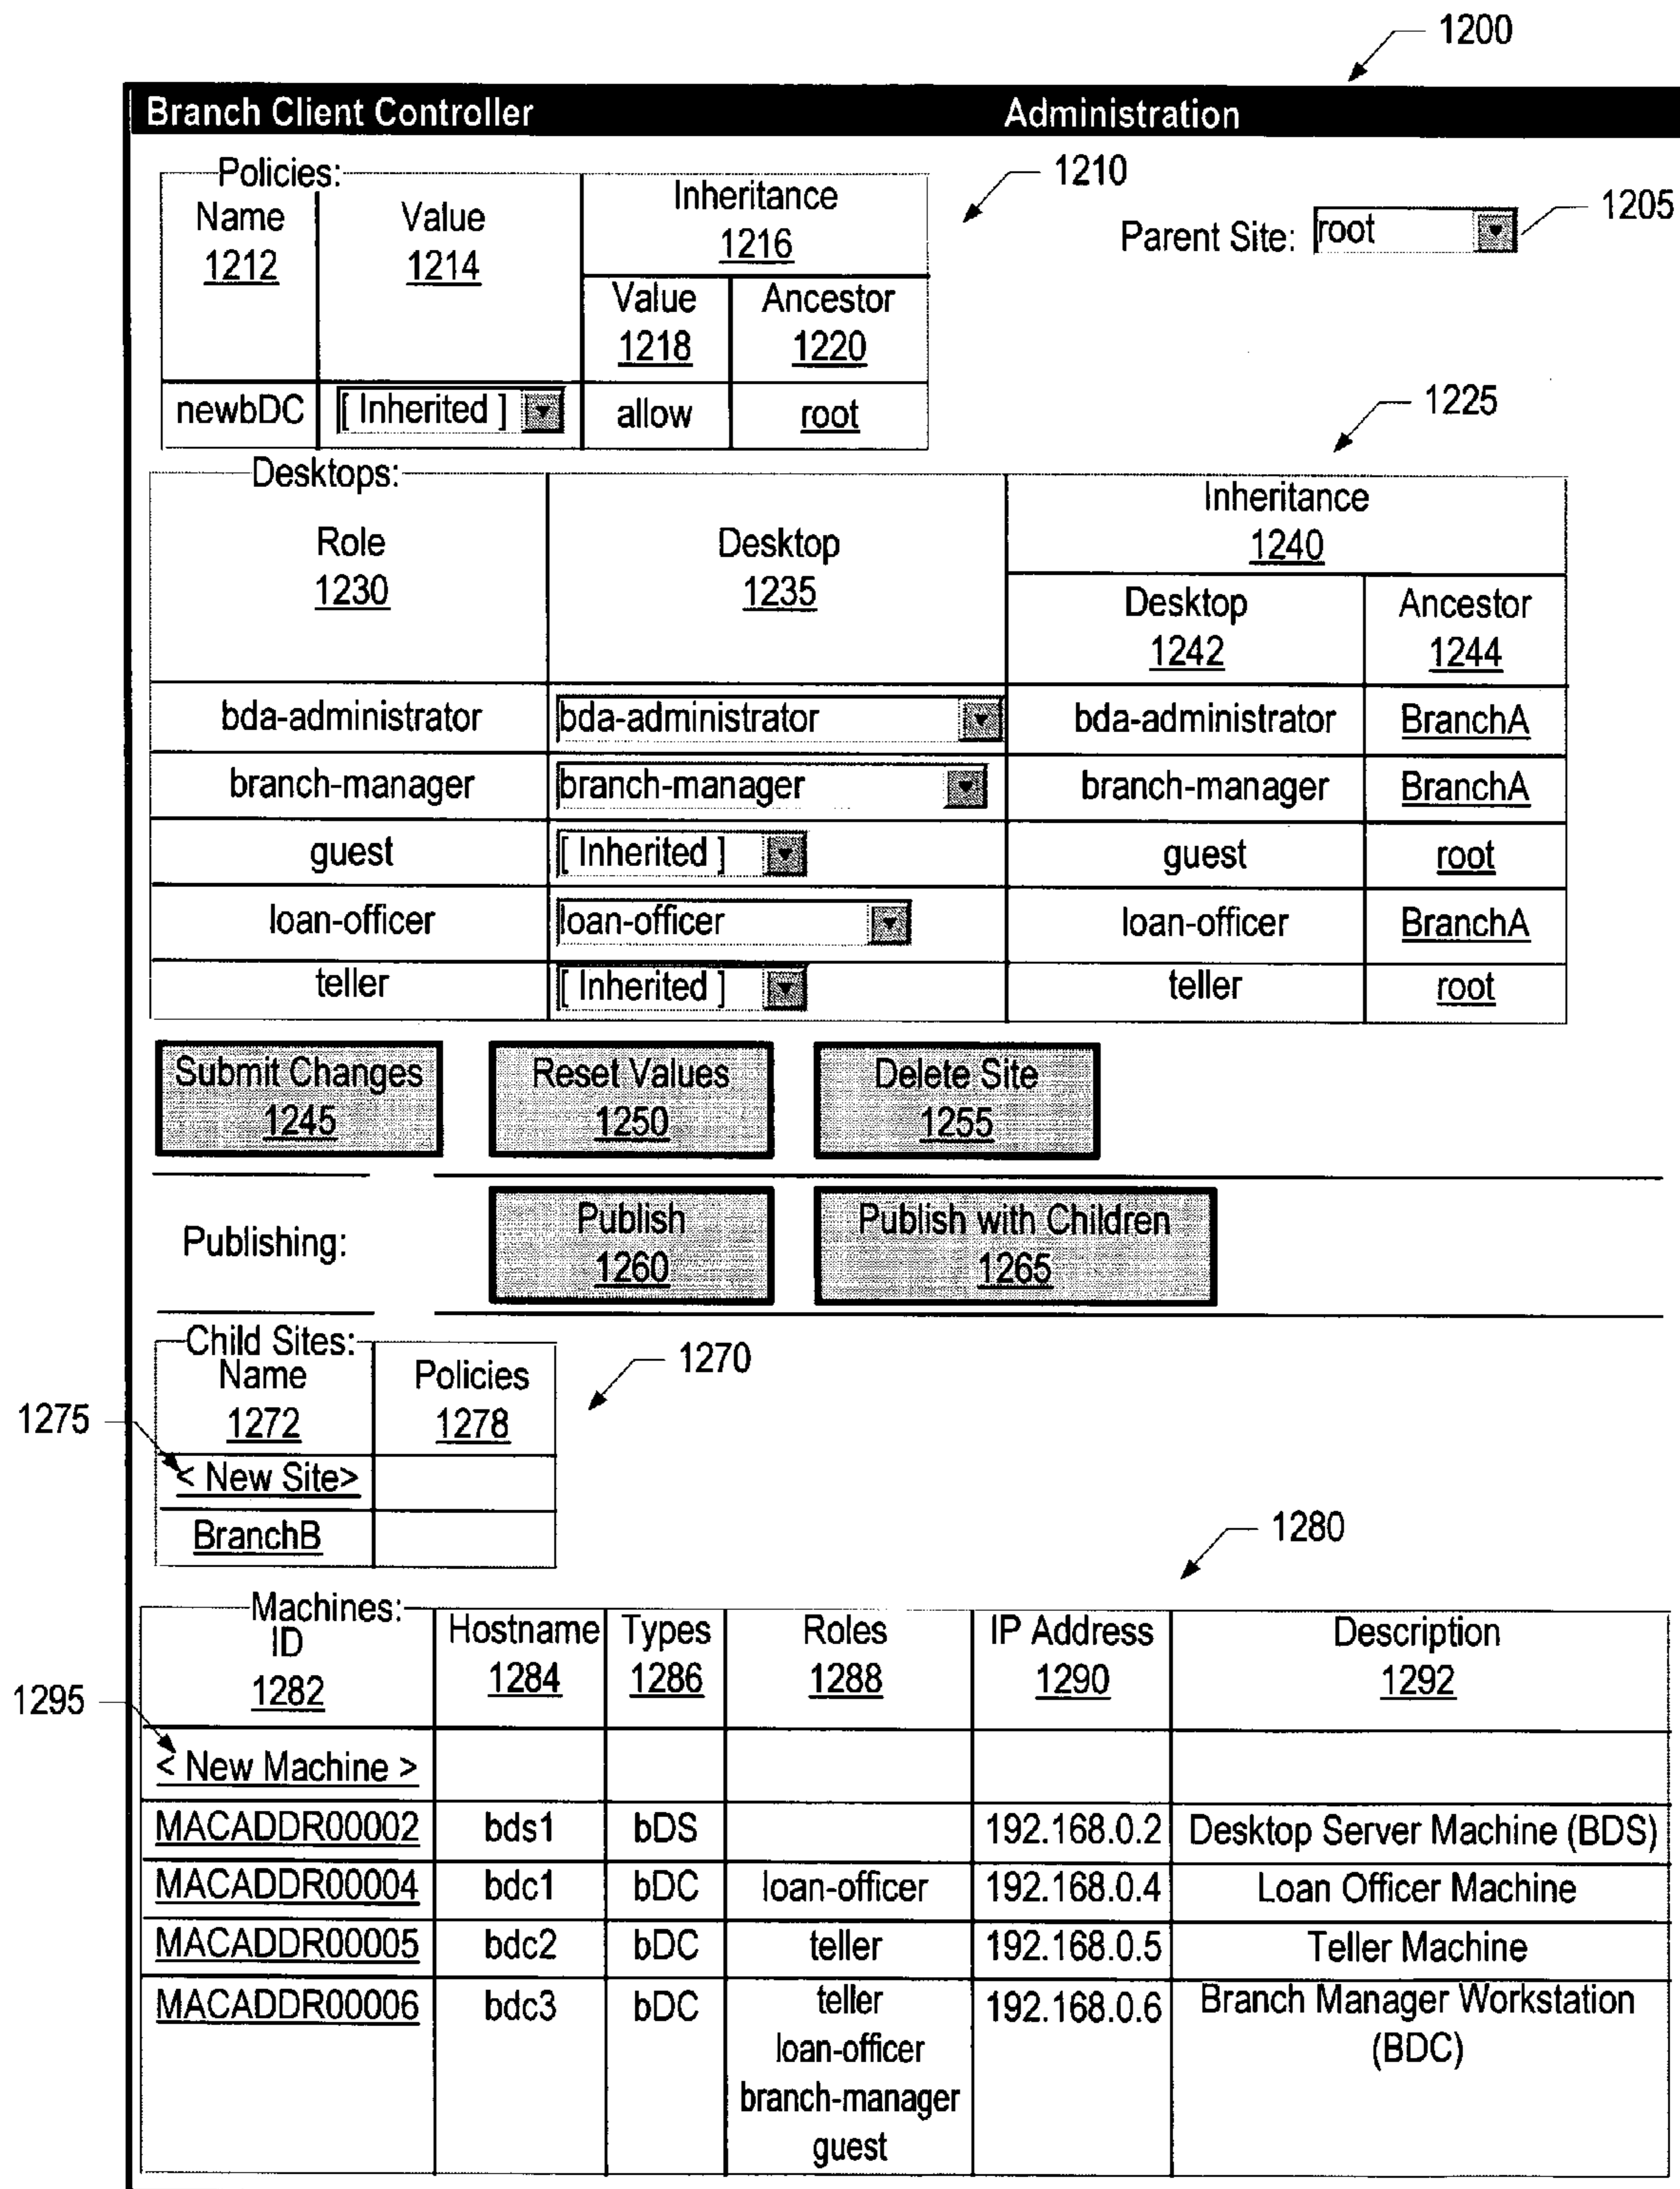 1200
Branch Client Controller Administration
Policies:
Name Value Inheritance
1212 1214 1216
Value Ancestor
1218 1220
newbDC [ Inherited ] allow root
1210
Parent Site: root 1205
1225
Desktops:
Role Desktop Inheritance
1230 1235 1240
Desktop Ancestor
1242 1244
bda-administrator bda-administrator bda-administrator BranchA
branch-manager branch-manager branch-manager BranchA
guest [ Inherited ] guest root
loan-officer loan-officer loan-officer BranchA
teller [ Inherited ] teller root
Submit Changes Reset Values Delete Site
1245 1250 1255
Publishing: Publish Publish with Children
1260 1265
Child Sites:
Name Policies
1272 1278
1270
1275
< New Site>
BranchB
1280
Machines:
ID Hostname Types Roles IP Address Description
1282 1284 1286 1288 1290 1292
1295
< New Machine >
MACADDR00002 bds1 bDS 192.168.0.2 Desktop Server Machine (BDS)
MACADDR00004 bdc1 bDC loan-officer 192.168.0.4 Loan Officer Machine
MACADDR00005 bdc2 bDC teller 192.168.0.5 Teller Machine
MACADDR00006 bdc3 bDC teller 192.168.0.6 Branch Manager Workstation
loan-officer (BDC)
branch-manager
guest